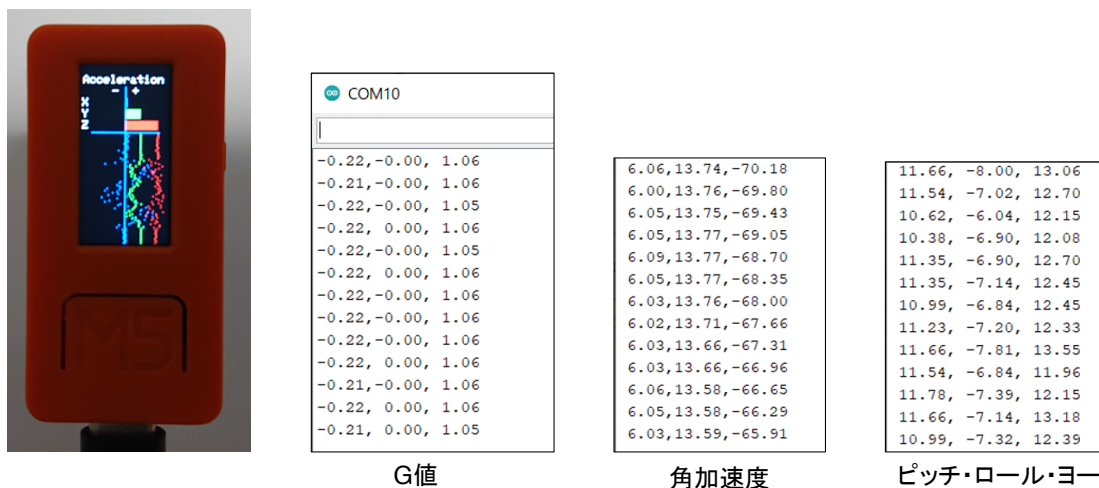 Acceleration
- +
X
Y
Z
M5
COM10
-0.22,-0.00, 1.06
-0.21,-0.00, 1.06
-0.22,-0.00, 1.05
-0.22, 0.00, 1.06
-0.22,-0.00, 1.05
-0.22, 0.00, 1.06
-0.22,-0.00, 1.06
-0.22,-0.00, 1.06
-0.22,-0.00, 1.06
-0.22, 0.00, 1.06
-0.21,-0.00, 1.06
-0.22, 0.00, 1.06
-0.21, 0.00, 1.05
G値
6.06,13.74,-70.18
6.00,13.76,-69.80
6.05,13.75,-69.43
6.05,13.77,-69.05
6.09,13.77,-68.70
6.05,13.77,-68.35
6.03,13.76,-68.00
6.02,13.71,-67.66
6.03,13.66,-67.31
6.03,13.66,-66.96
6.06,13.58,-66.65
6.05,13.58,-66.29
6.03,13.59,-65.91
角加速度
11.66, -8.00, 13.06
11.54, -7.02, 12.70
10.62, -6.04, 12.15
10.38, -6.90, 12.08
11.35, -6.90, 12.70
11.35, -7.14, 12.45
10.99, -6.84, 12.45
11.23, -7.20, 12.33
11.66, -7.81, 13.55
11.54, -6.84, 11.96
11.78, -7.39, 12.15
11.66, -7.14, 13.18
10.99, -7.32, 12.39
ピッチ・ロール・ヨー